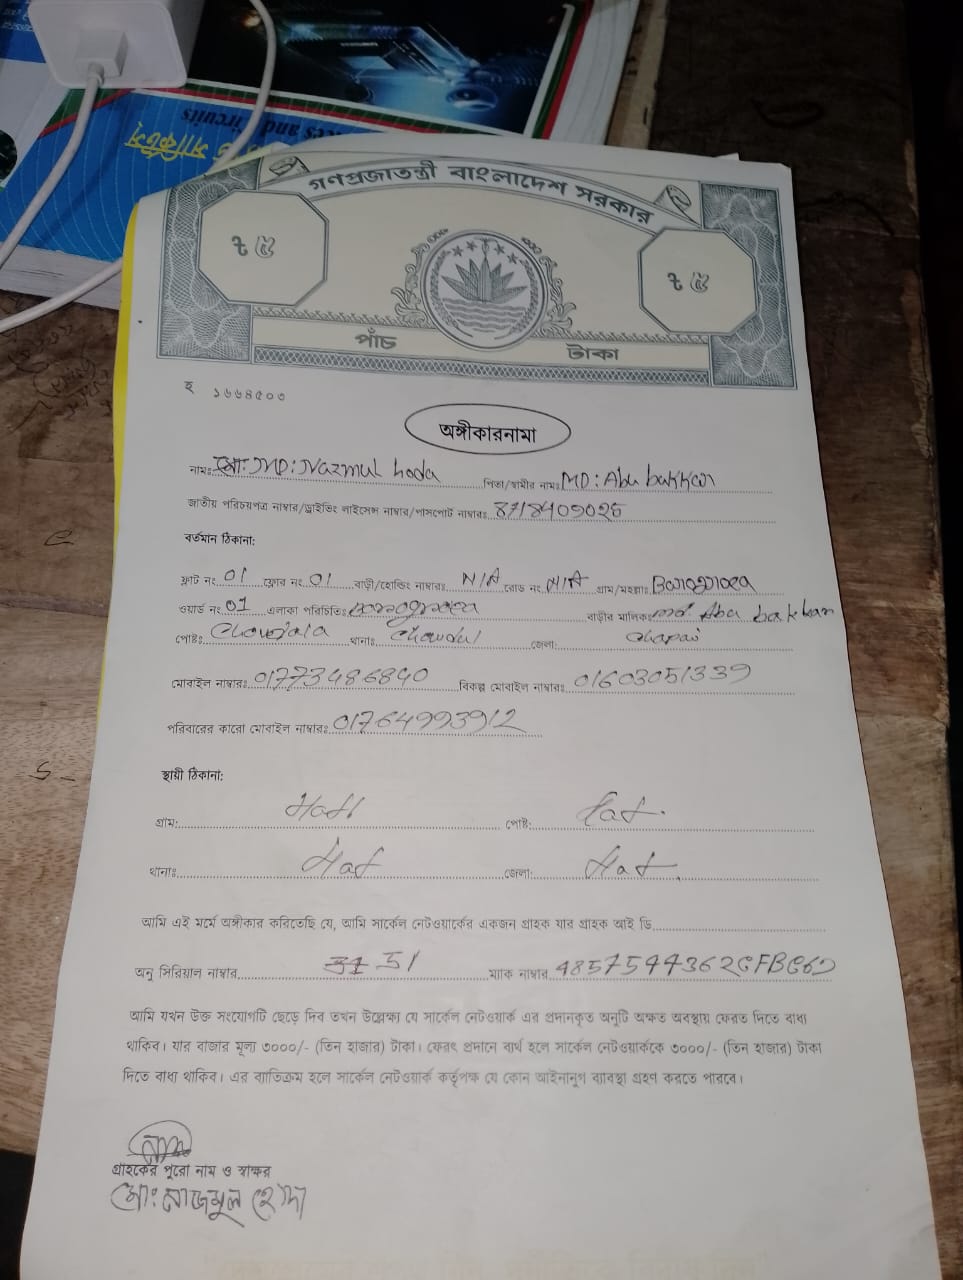 গণপ্রজাতন্ত্রী বাংলাদেশ সরকার
৳ ৫ ৳ ৫
পাঁচ টাকা
হ ১৬৬৪৫০৩
অঙ্গীকারনামা
নামঃ মো: MD: Nazmul hoda পিতা/স্বামীর নামঃ MD: Abu bakkar
জাতীয় পরিচয়পত্র নাম্বার/ড্রাইভিং লাইসেন্স নাম্বার/পাসপোর্ট নাম্বারঃ
বর্তমান ঠিকানা:
ফ্লাট নং 01 ফ্লোর নং 01 বাড়ী/হোল্ডিং নাম্বারঃ N/A রোড নং N/A গ্রাম/মহল্লাঃ
ওয়ার্ড নং 01 এলাকা পরিচিতিঃ বাড়ীর মালিকঃ md. Abu bakkar
পোষ্টঃ থানাঃ জেলা: Chapai
মোবাইল নাম্বারঃ 01773486840 বিকল্প মোবাইল নাম্বারঃ 01603051339
পরিবারের কারো মোবাইল নাম্বারঃ 01764993912
স্থায়ী ঠিকানা:
গ্রাম: পোষ্ট:
থানাঃ জেলা:
আমি এই মর্মে অঙ্গীকার করিতেছি যে, আমি সার্কেল নেটওয়ার্কের একজন গ্রাহক যার গ্রাহক আই ডি
অনু সিরিয়াল নাম্বার 51 ম্যাক নাম্বার
আমি যখন উক্ত সংযোগটি ছেড়ে দিব তখন উল্লেক্ষ্য যে সার্কেল নেটওয়ার্ক এর প্রদানকৃত অনুটি অক্ষত অবস্থায় ফেরত দিতে বাধ্য
থাকিব। যার বাজার মূল্য ৩০০০/- (তিন হাজার) টাকা। ফেরৎ প্রদানে ব্যর্থ হলে সার্কেল নেটওয়ার্ককে ৩০০০/- (তিন হাজার) টাকা
দিতে বাধ্য থাকিব। এর ব্যতিক্রম হলে সার্কেল নেটওয়ার্ক কর্তৃপক্ষ যে কোন আইনানুগ ব্যবস্থা গ্রহণ করতে পারবে।
গ্রাহকের পুরো নাম ও স্বাক্ষর
মো: নাজমুল হোদা